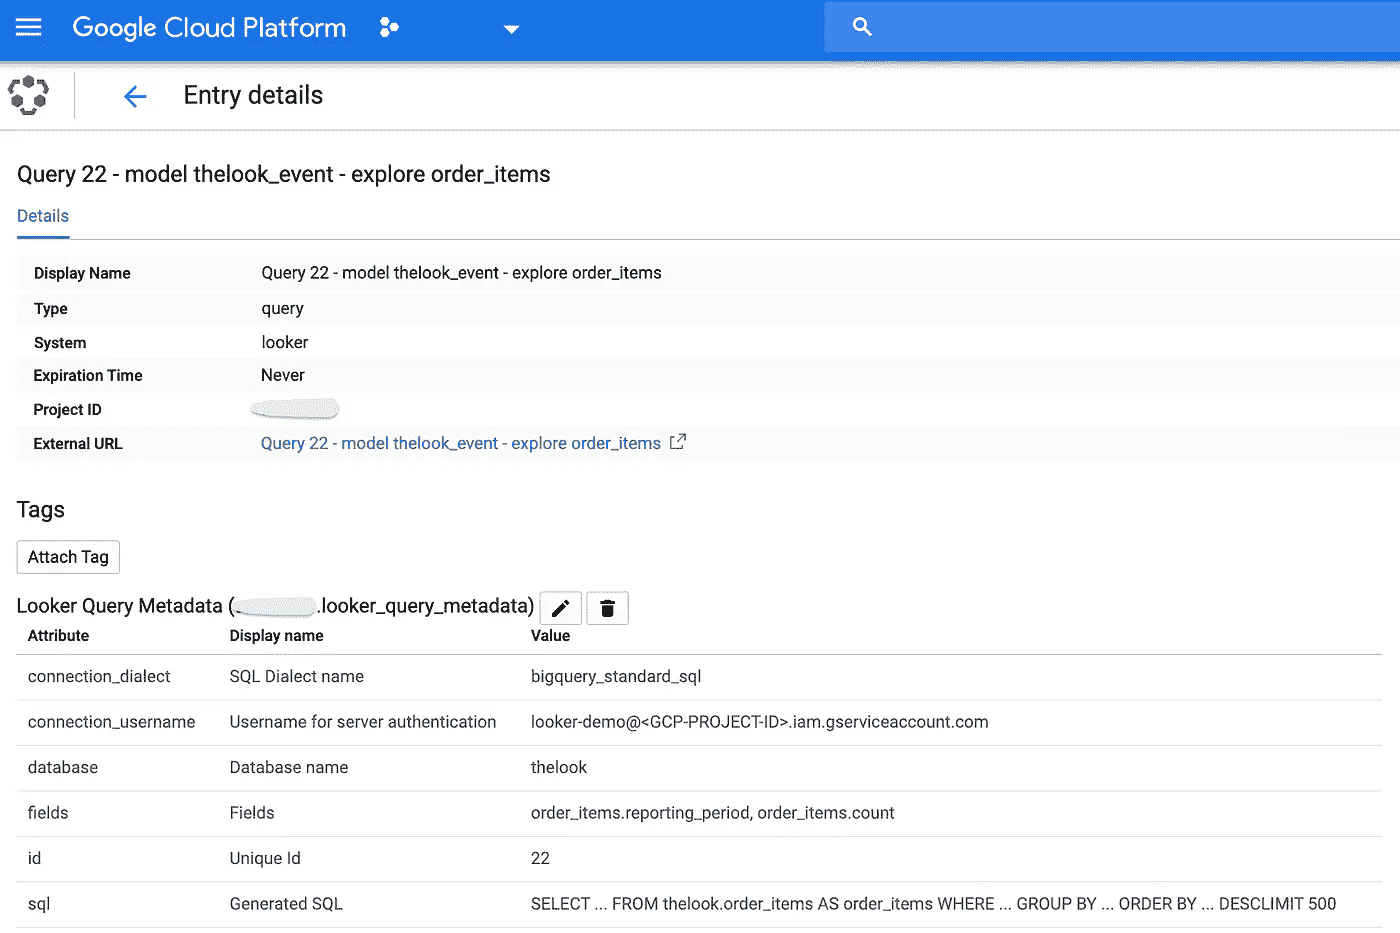 Google Cloud Platform
Entry details
Query 22 - model thelook_event - explore order_items
Details
Display Name Query 22 - model thelook_event - explore order_items
Type query
System looker
Expiration Time Never
Project ID
External URL Query 22 - model thelook_event - explore order_items
Tags
Attach Tag
Looker Query Metadata ( .looker_query_metadata)
Attribute Display name Value
connection_dialect SQL Dialect name bigquery_standard_sql
connection_username Username for server authentication looker-demo@<GCP-PROJECT-ID>.iam.gserviceaccount.com
database Database name thelook
fields Fields order_items.reporting_period, order_items.count
id Unique Id 22
sql Generated SQL SELECT ... FROM thelook.order_items AS order_items WHERE ... GROUP BY ... ORDER BY ... DESCLIMIT 500